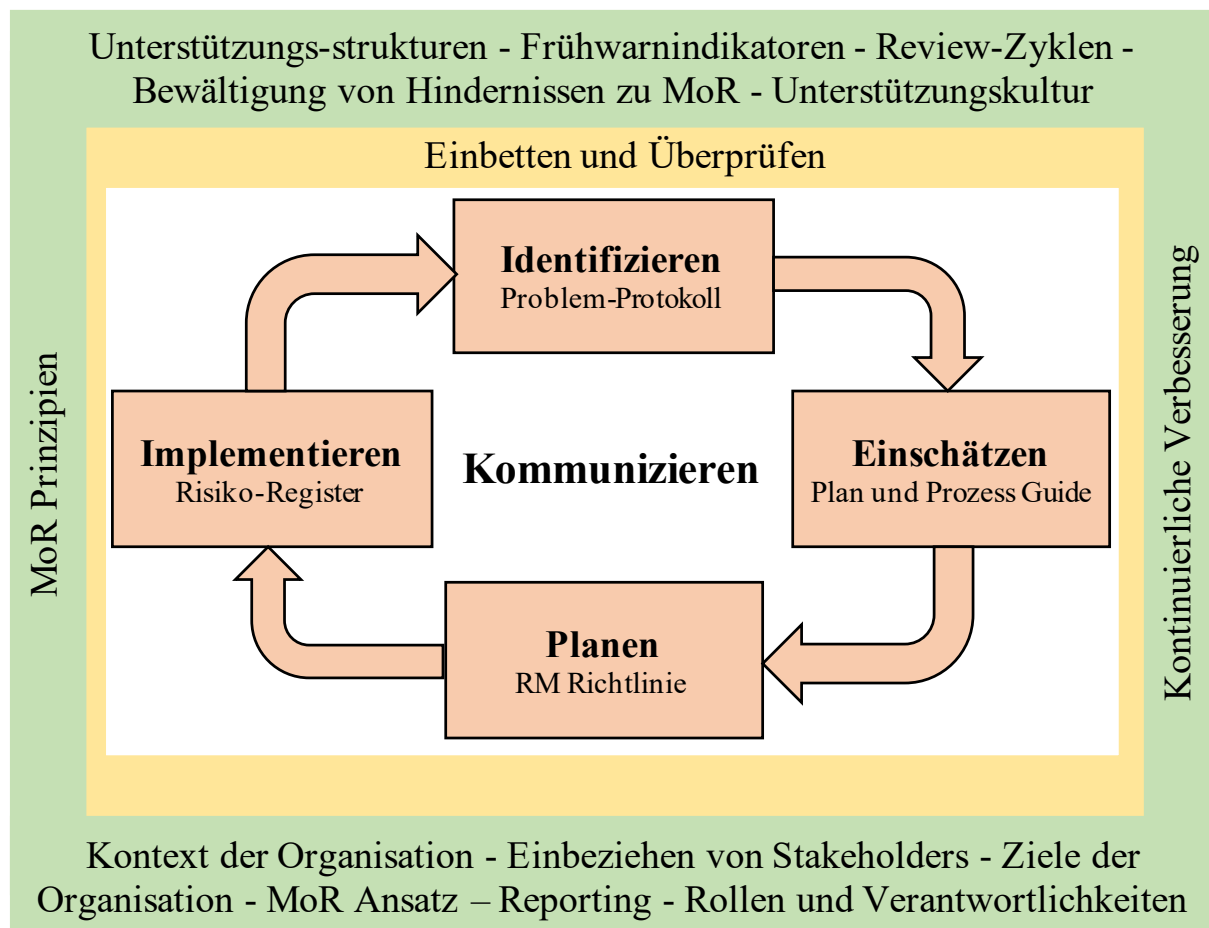 Unterstützungs-strukturen - Frühwarnindikatoren - Review-Zyklen -
Bewältigung von Hindernissen zu MoR - Unterstützungskultur
Einbetten und Überprüfen
Identifizieren
Problem-Protokoll
Implementieren
Risiko-Register
Kommunizieren
Einschätzen
Plan und Prozess Guide
Planen
RM Richtlinie
MoR Prinzipien
Kontinuierliche Verbesserung
Kontext der Organisation - Einbeziehen von Stakeholders - Ziele der
Organisation - MoR Ansatz – Reporting - Rollen und Verantwortlichkeiten